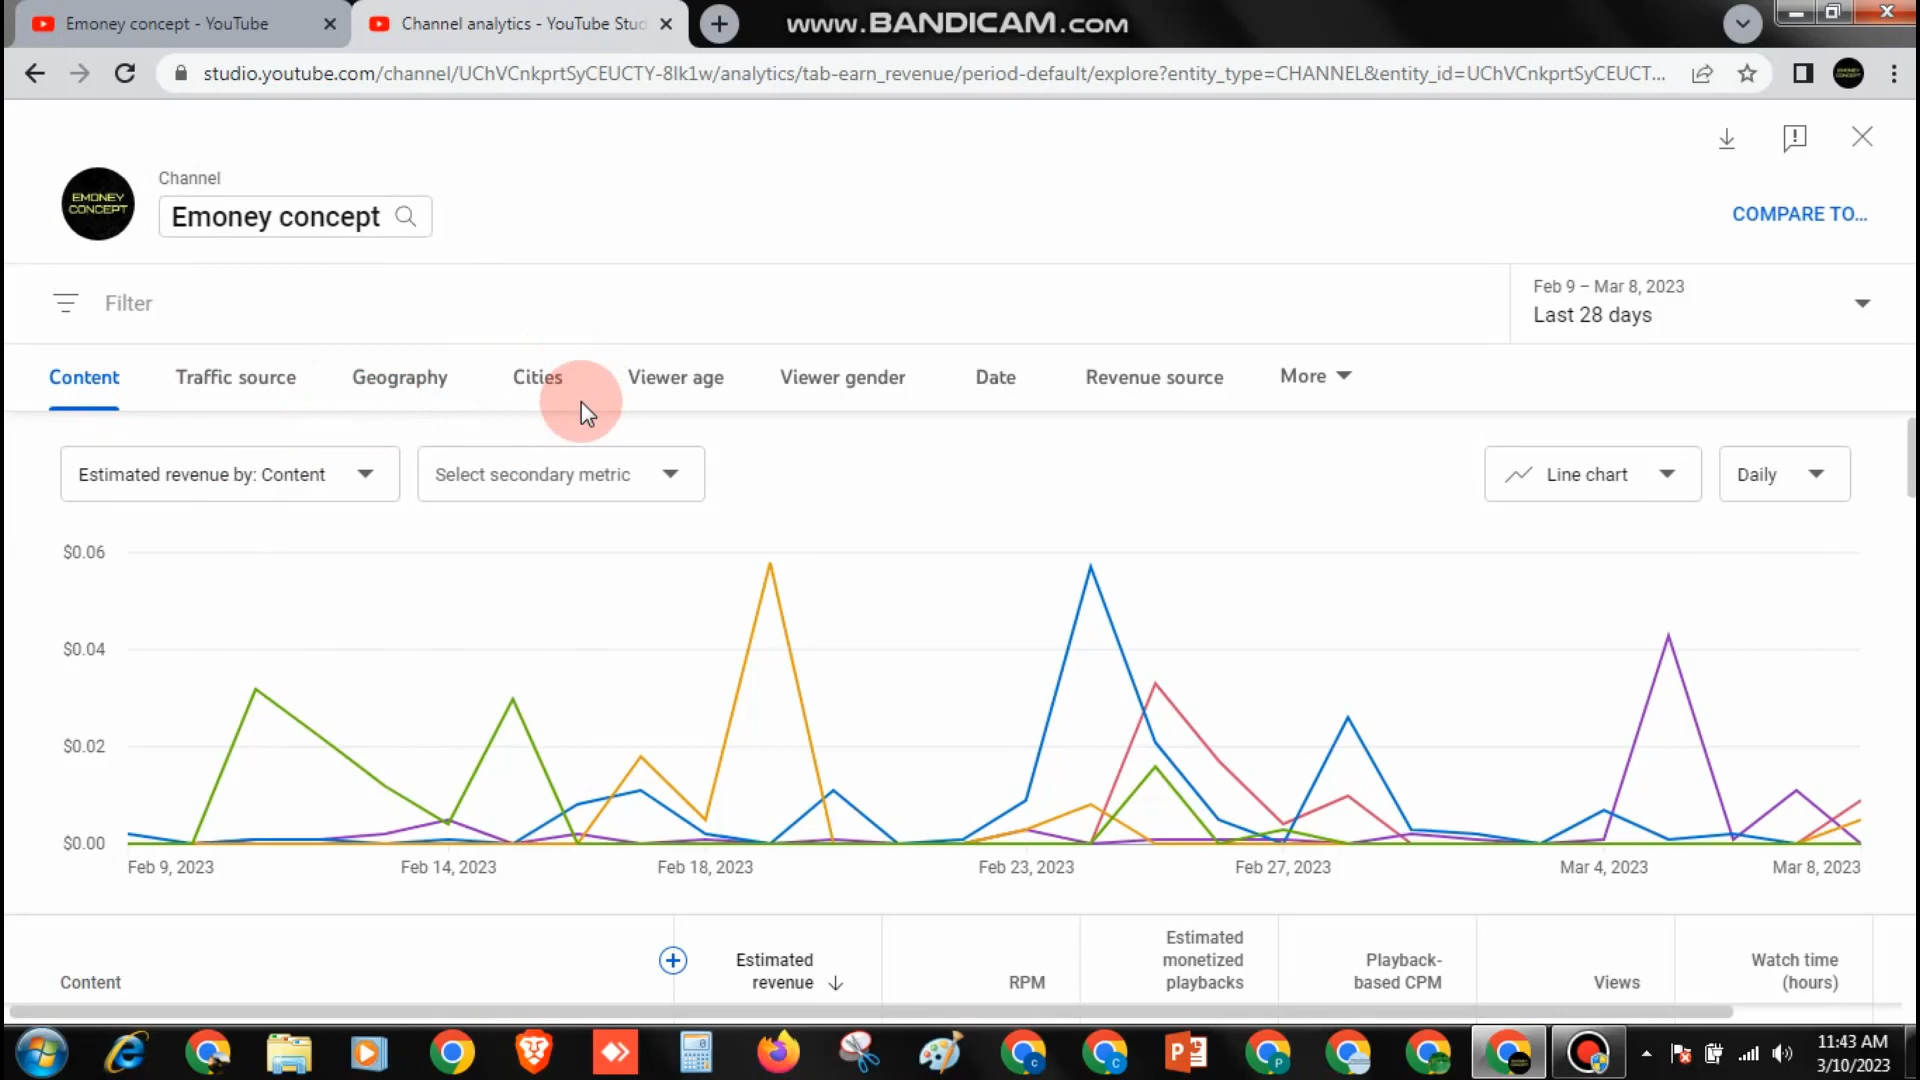 Emoney concept - YouTube
Channel analytics - YouTube Stud
www.BANDICAM.com
studio.youtube.com/channel/UChVCnkprtSyCEUCTY-8lk1w/analytics/tab-earn_revenue/period-default/explore?entity_type=CHANNEL&entity_id=UChVCnkprtSyCEUCT...
EMONEY
CONCEPT
Channel
Emoney concept
COMPARE TO...
Filter
Feb 9 – Mar 8, 2023
Last 28 days
Content Traffic source Geography Cities Viewer age Viewer gender Date Revenue source More
Estimated revenue by: Content
Select secondary metric
Line chart
Daily
$0.06
$0.04
$0.02
$0.00
Feb 9, 2023 Feb 14, 2023 Feb 18, 2023 Feb 23, 2023 Feb 27, 2023 Mar 4, 2023 Mar 8, 2023
Content
Estimated
revenue
RPM
Estimated
monetized
playbacks
Playback-
based CPM
Views
Watch time
(hours)
11:43 AM
3/10/2023